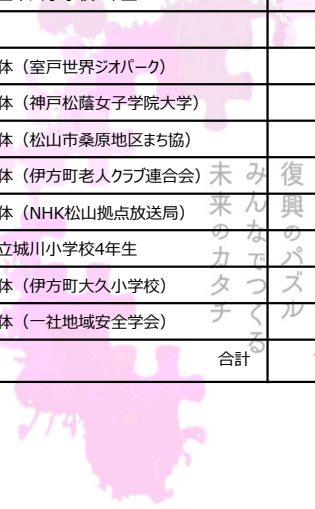 体（室戸世界ジオパーク）
体（神戸松蔭女子学院大学）
体（松山市桑原地区まち協）
体（伊方町老人クラブ連合会）
体（NHK松山拠点放送局）
立城川小学校4年生
体（伊方町大久小学校）
体（一社地域安全学会）
合計
復興のパズル
みんなでつくる
未来のカタチ